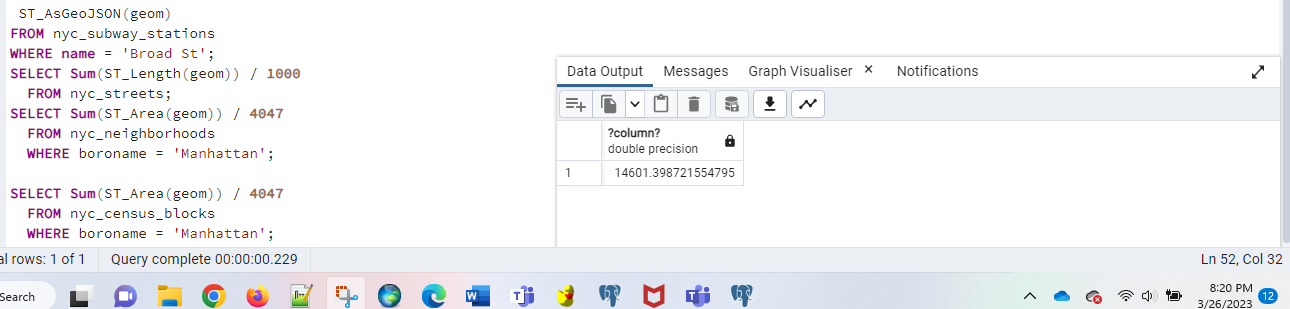 ST_AsGeoJSON(geom)
FROM nyc_subway_stations
WHERE name = 'Broad St';
SELECT Sum(ST_Length(geom)) / 1000
FROM nyc_streets;
SELECT Sum(ST_Area(geom)) / 4047
FROM nyc_neighborhoods
WHERE boroname = 'Manhattan';
SELECT Sum(ST_Area(geom)) / 4047
FROM nyc_census_blocks
WHERE boroname = 'Manhattan';
Data Output Messages Graph Visualiser × Notifications
?column?
double precision
1 14601.398721554795
al rows: 1 of 1 Query complete 00:00:00.229 Ln 52, Col 32
Search
8:20 PM
3/26/2023
12